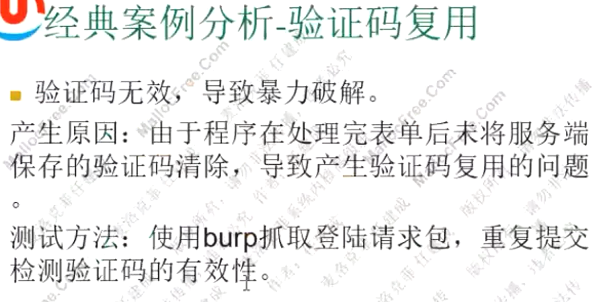 经典案例分析-验证码复用
验证码无效，导致暴力破解。
产生原因：由于程序在处理完表单后未将服务端
保存的验证码清除，导致产生验证码复用的问题
。
测试方法：使用burp抓取登陆请求包，重复提交
检测验证码的有效性。